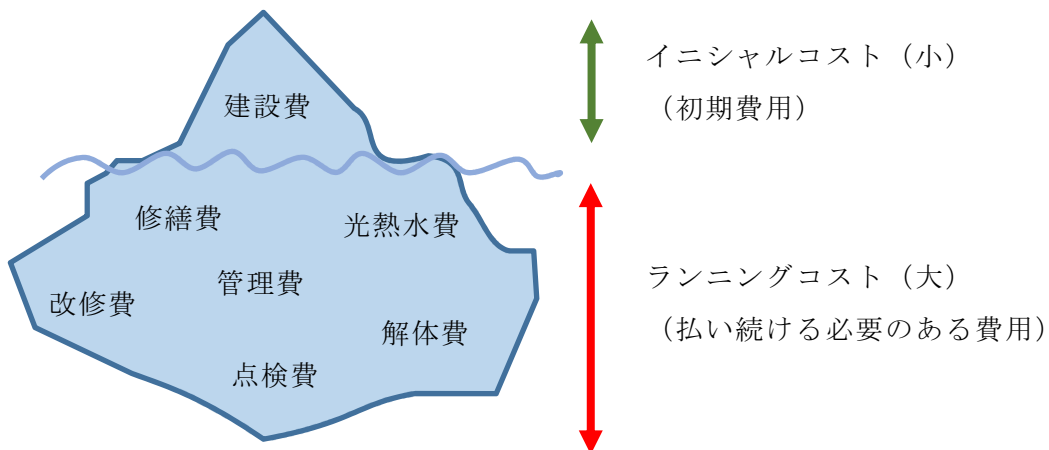 建設費
イニシャルコスト（小）
（初期費用）
修繕費
光熱水費
管理費
改修費
解体費
点検費
ランニングコスト（大）
（払い続ける必要のある費用）